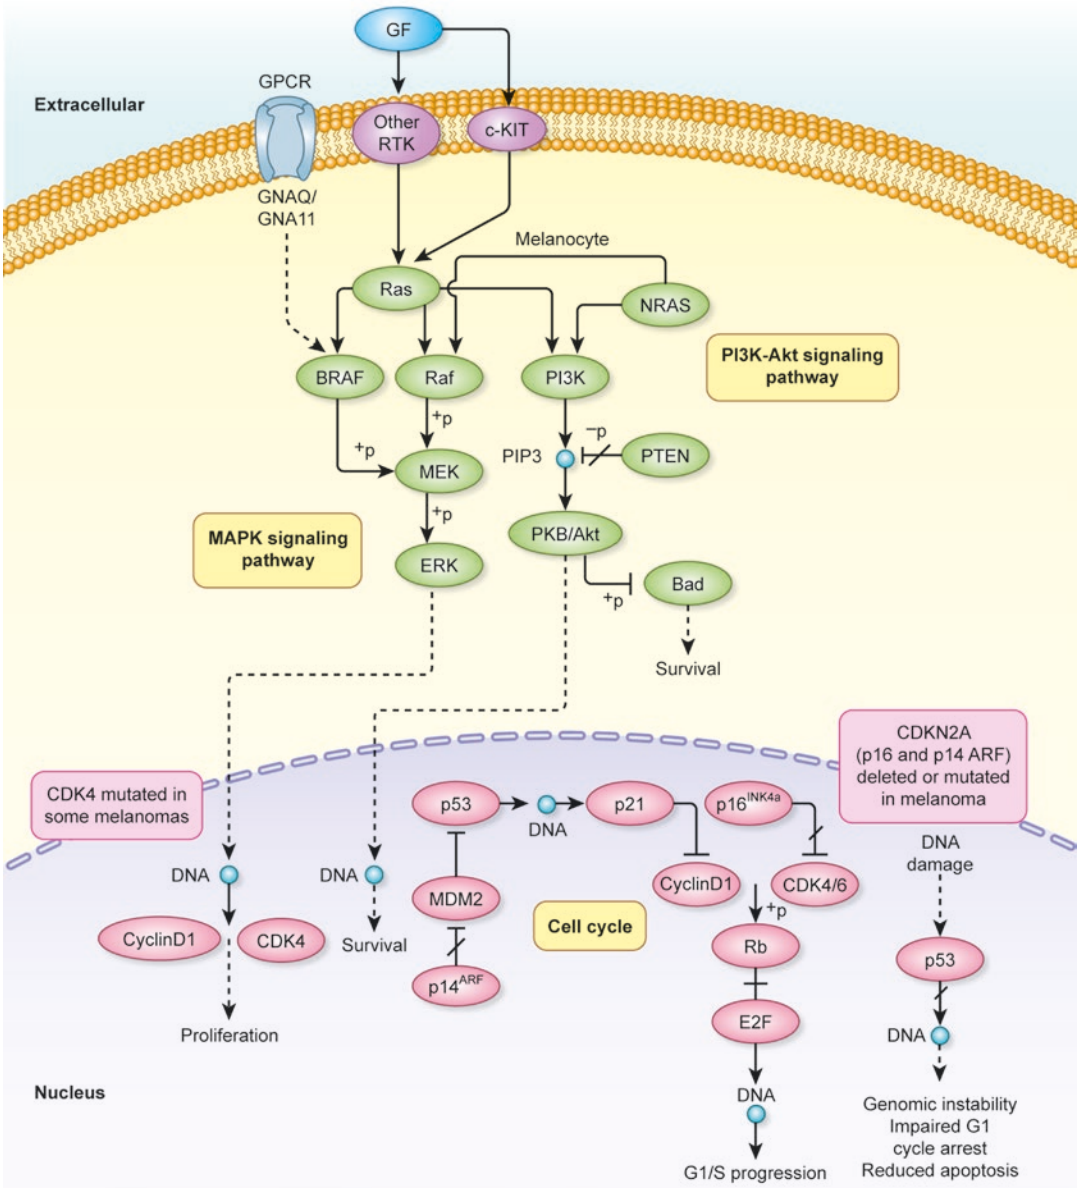 GF
GPCR
Extracellular
Other
RTK
c-KIT
GNAQ/
GNA11
Melanocyte
Ras
NRAS
PI3K-Akt signaling
pathway
BRAF
Raf
PI3K
+p
–p
+p
PIP3
PTEN
MEK
+p
MAPK signaling
pathway
PKB/Akt
ERK
Bad
+p
Survival
CDKN2A
(p16 and p14 ARF)
deleted or mutated
in melanoma
CDK4 mutated in
some melanomas
p53
DNA
p21
p16INK4a
DNA
damage
DNA
DNA
CyclinD1
CDK4/6
MDM2
+p
Cell cycle
CyclinD1
CDK4
Survival
Rb
p53
p14ARF
E2F
Proliferation
DNA
Nucleus
DNA
Genomic instability
Impaired G1
cycle arrest
Reduced apoptosis
G1/S progression